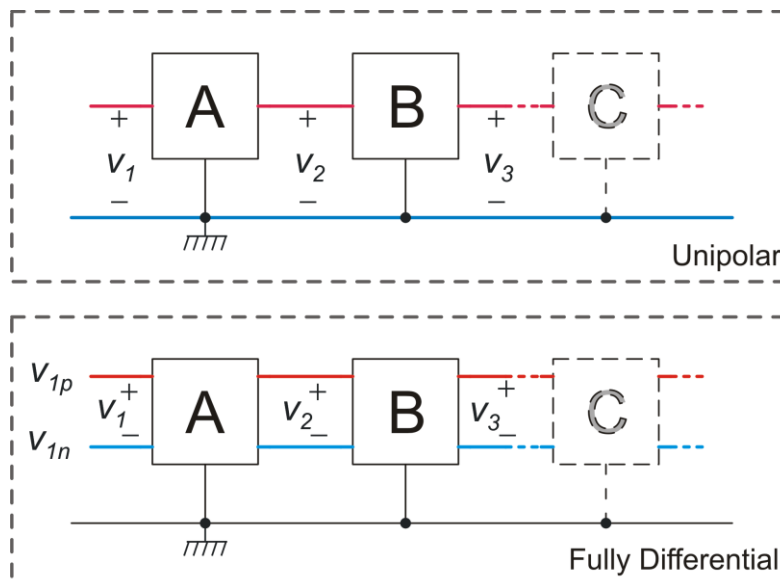 A B C
+ + +
v1 v2 v3
− − −
Unipolar
v1p
A B C
+ + +
v1 v2 v3
− − −
v1n
Fully Differential